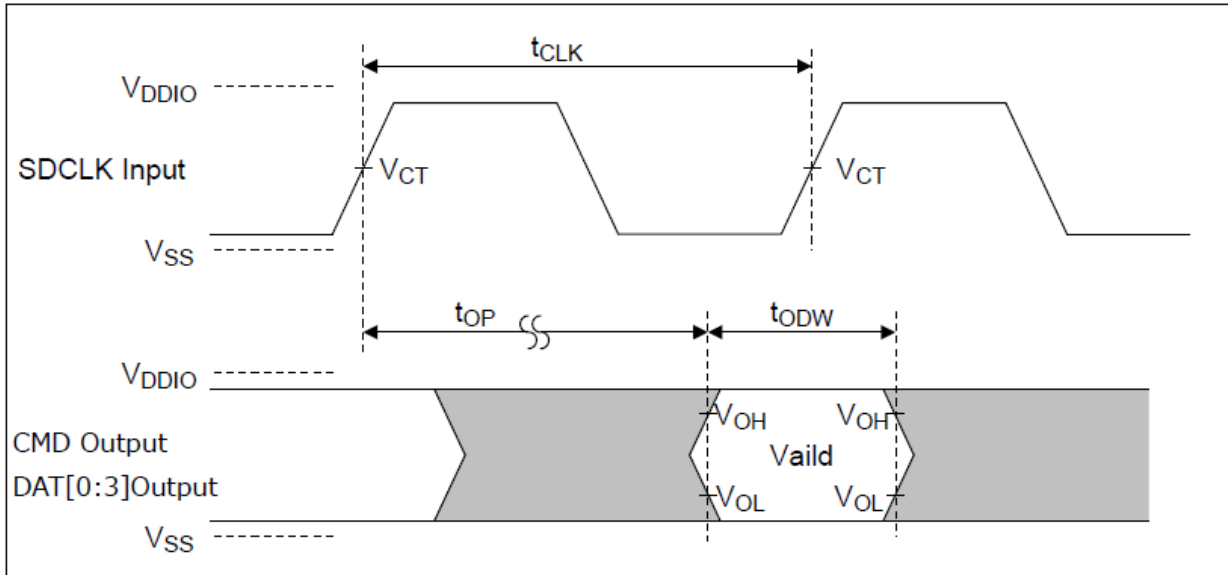 tCLK
VDDIO
SDCLK Input
VCT
VCT
VSS
tOP
tODW
VDDIO
VOH
VOH
CMD Output
Vaild
DAT[0:3]Output
VOL
VOL
VSS